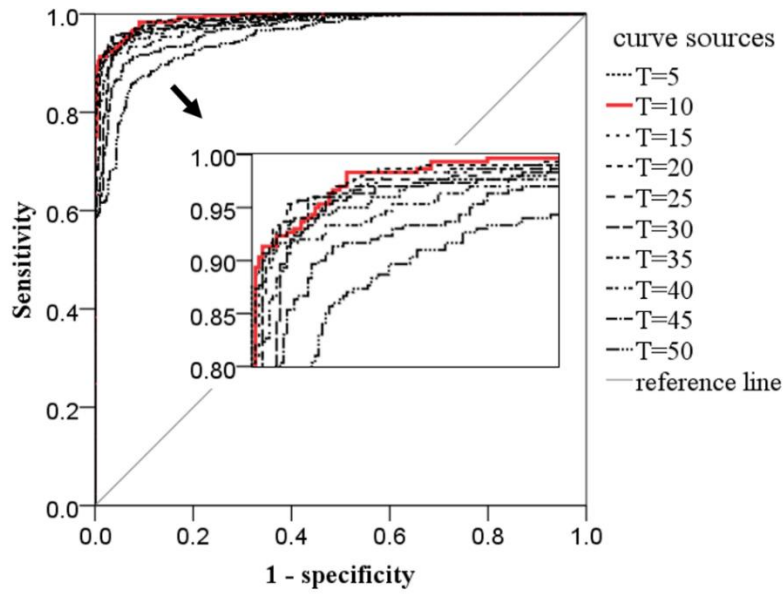 1.0
0.8
0.6
0.4
0.2
0.0
Sensitivity
0.0 0.2 0.4 0.6 0.8 1.0
1 - specificity
1.00
0.95
0.90
0.85
0.80
curve sources
T=5
T=10
T=15
T=20
T=25
T=30
T=35
T=40
T=45
T=50
reference line